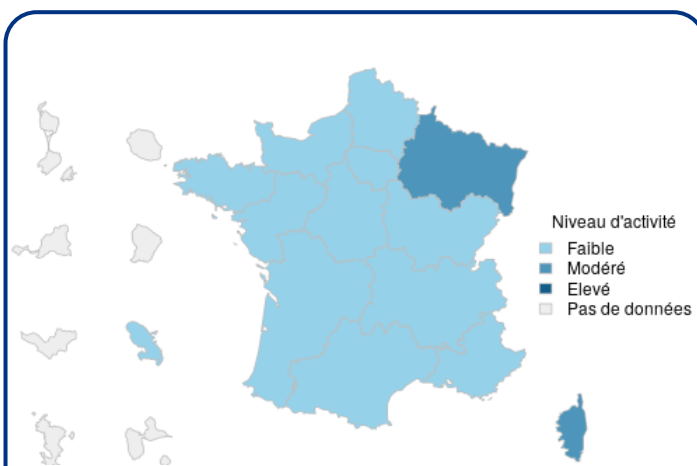 Niveau d'activité
Faible
Modéré
Elevé
Pas de données